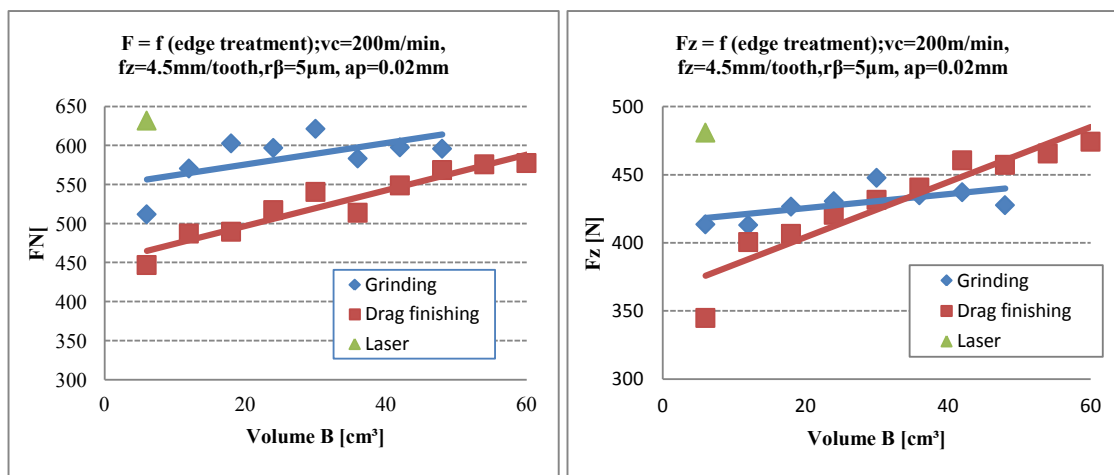 F = f (edge treatment);vc=200m/min,
fz=4.5mm/tooth,rβ=5µm, ap=0.02mm
650
600
550
500
450
400
350
300
FN[
0
20
40
60
Volume B [cm³]
Grinding
Drag finishing
Laser
Fz = f (edge treatment);vc=200m/min,
fz=4.5mm/tooth,rβ=5µm, ap=0.02mm
500
450
400
350
300
Fz [N]
0
20
40
60
Volume B [cm³]
Grinding
Drag finishing
Laser